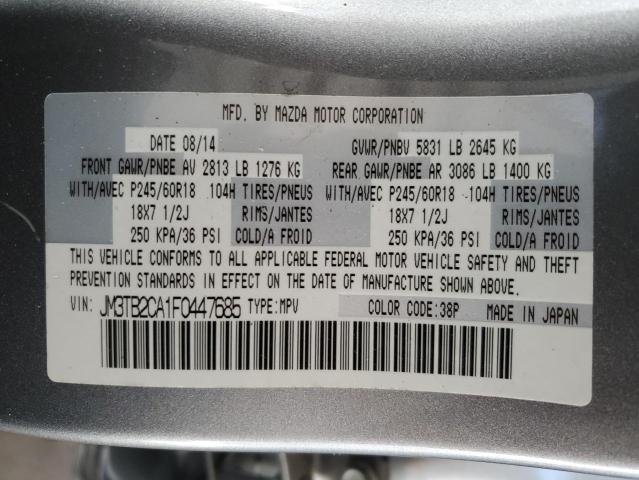 MFD. BY MAZDA MOTOR CORPORATION
DATE 08/14 GVWR/PNBV 5831 LB 2645 KG
FRONT GAWR/PNBE AV 2813 LB 1276 KG REAR GAWR/PNBE AR 3086 LB 1400 KG
WITH/AVEC P245/60R18 104H TIRES/PNEUS WITH/AVEC P245/60R18 104H TIRES/PNEUS
18X7 1/2J RIMS/JANTES 18X7 1/2J RIMS/JANTES
250 KPA/36 PSI COLD/A FROID 250 KPA/36 PSI COLD/A FROID
THIS VEHICLE CONFORMS TO ALL APPLICABLE FEDERAL MOTOR VEHICLE SAFETY AND THEFT
PREVENTION STANDARDS IN EFFECT ON THE DATE OF MANUFACTURE SHOWN ABOVE.
VIN: JM3TB2CA1F0447685 TYPE:MPV COLOR CODE:38P MADE IN JAPAN